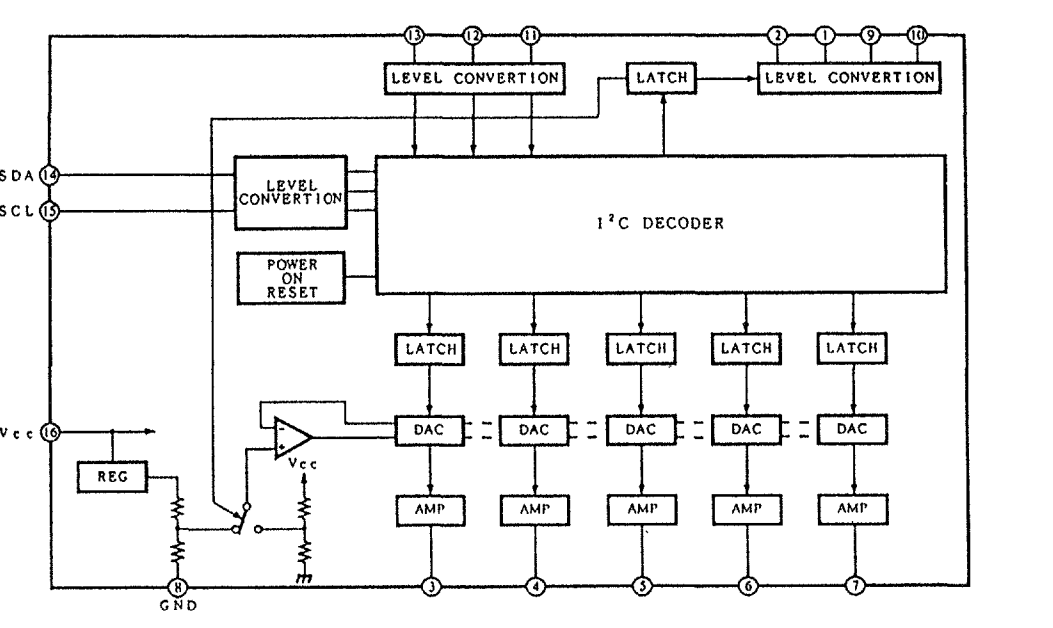 13 12 11 2 1 9 10
LEVEL CONVERTION LATCH LEVEL CONVERTION
SDA 14
LEVEL
CONVERTION
SCL 15
I²C DECODER
POWER
ON
RESET
LATCH LATCH LATCH LATCH LATCH
Vcc 16
- DAC DAC DAC DAC DAC
+
Vcc
REG
AMP AMP AMP AMP AMP
8 3 4 5 6 7
GND